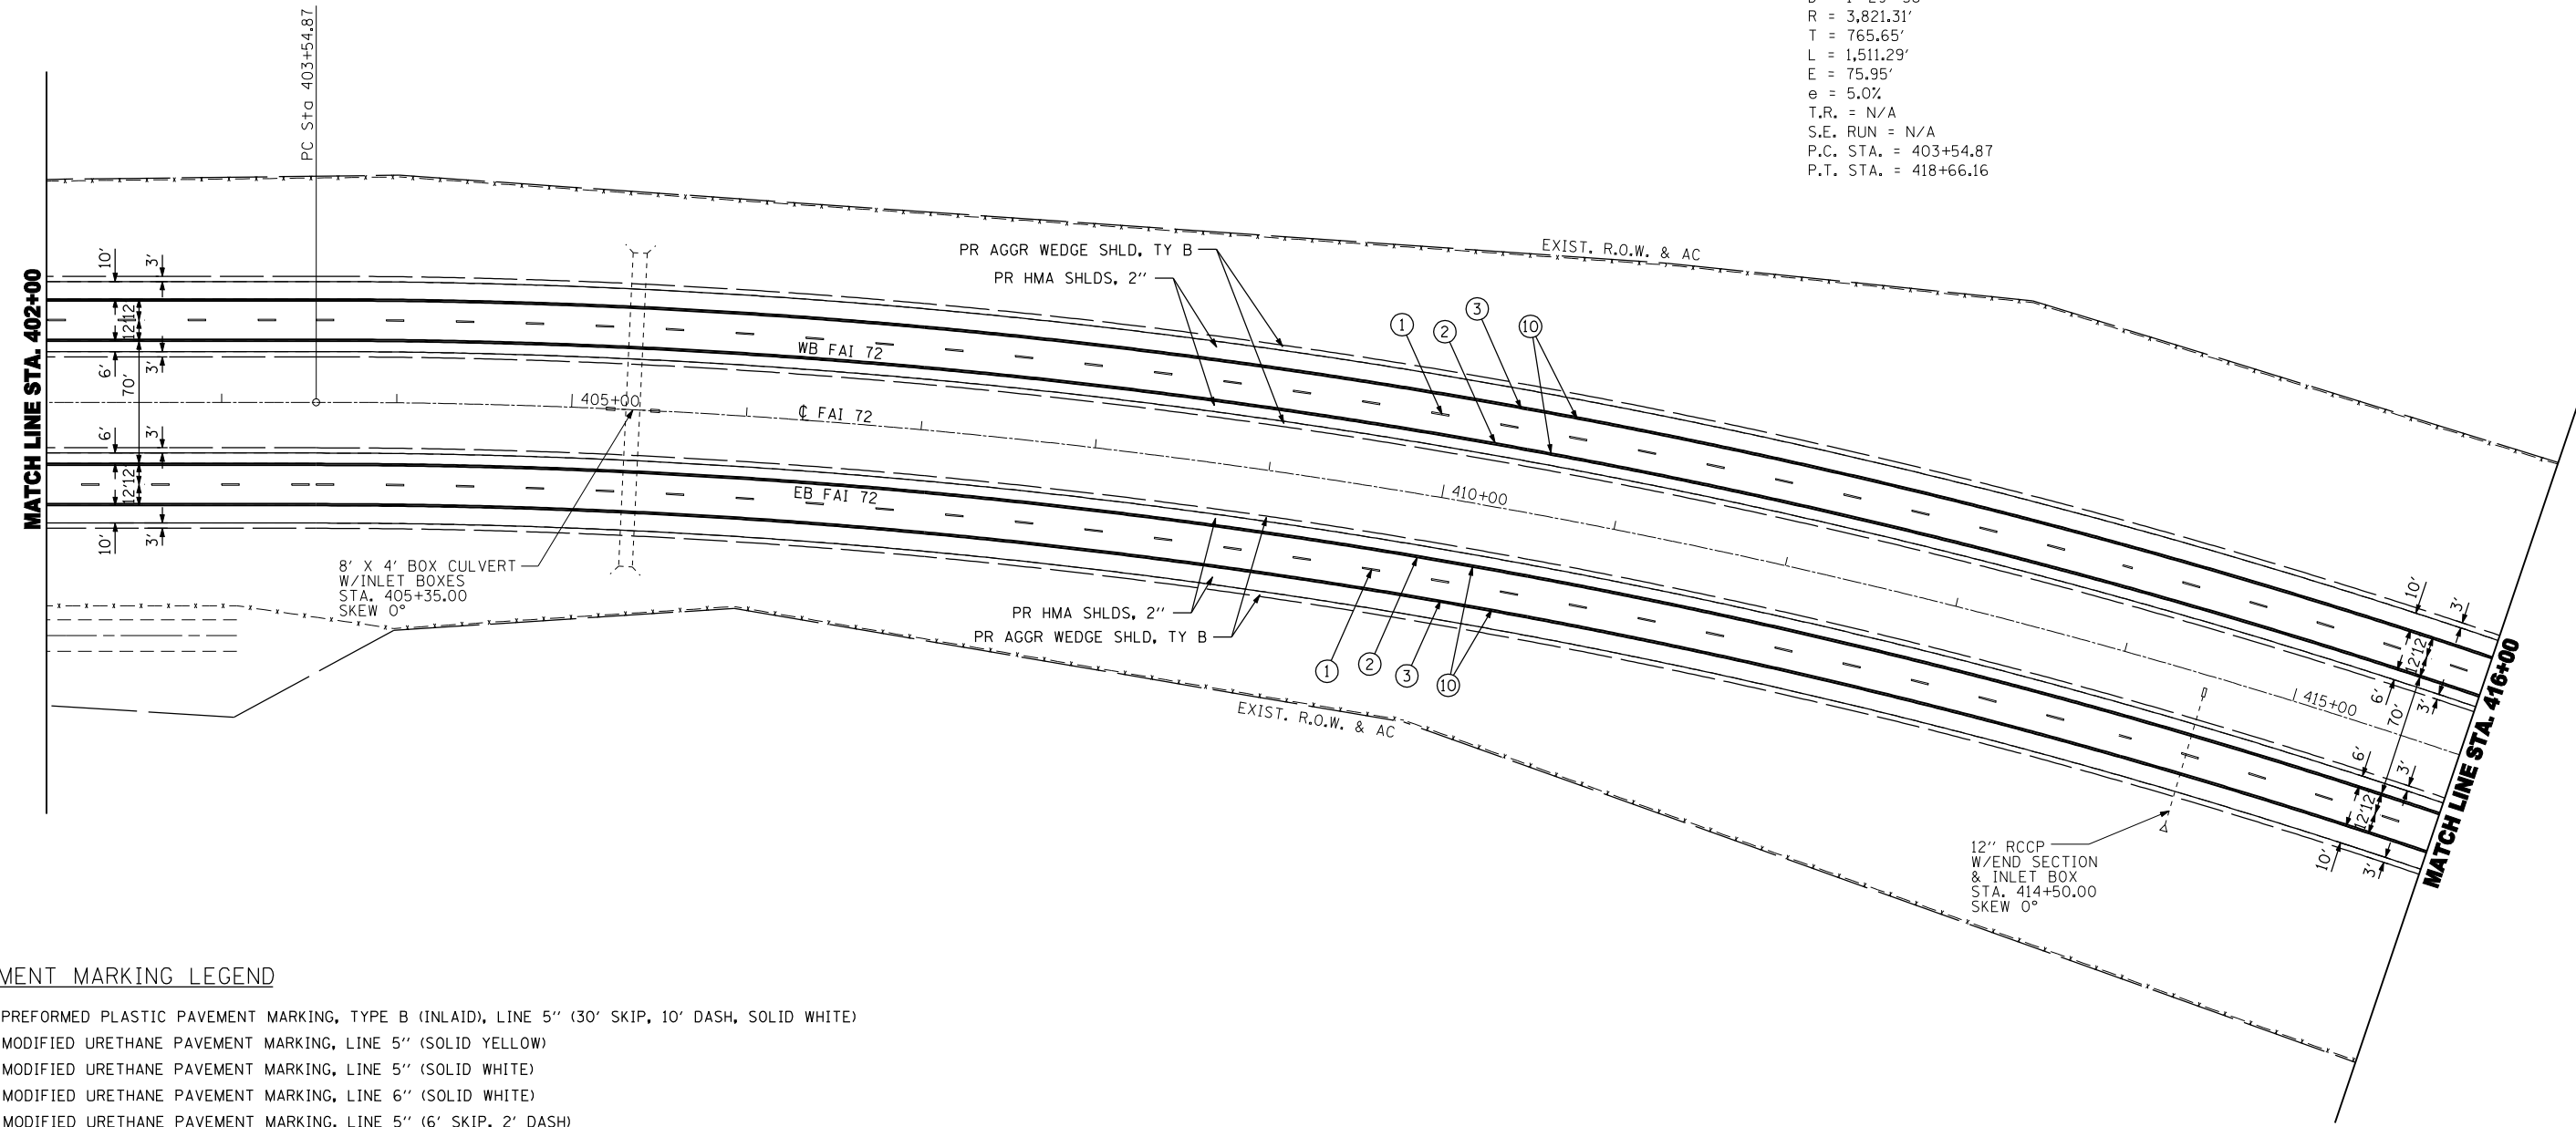 R = 3,821.31'
T = 765.65'
L = 1,511.29'
E = 75.95'
e = 5.0%
T.R. = N/A
S.E. RUN = N/A
P.C. STA. = 403+54.87
P.T. STA. = 418+66.16
PC Sta 403+54.87
MATCH LINE STA. 402+00
10'
3'
12'
12'
6'
3'
70'
6'
3'
12'
12'
10'
3'
PR AGGR WEDGE SHLD, TY B
PR HMA SHLDS, 2''
EXIST. R.O.W. & AC
1
2
3
10
WB FAI 72
405+00
℄ FAI 72
410+00
EB FAI 72
8' X 4' BOX CULVERT
W/INLET BOXES
STA. 405+35.00
SKEW 0°
PR HMA SHLDS, 2''
PR AGGR WEDGE SHLD, TY B
1
2
3
10
EXIST. R.O.W. & AC
415+00
10'
3'
12'
12'
6'
3'
70'
6'
3'
12'
12'
10'
3'
MATCH LINE STA. 416+00
12'' RCCP
W/END SECTION
& INLET BOX
STA. 414+50.00
SKEW 0°
MENT MARKING LEGEND
PREFORMED PLASTIC PAVEMENT MARKING, TYPE B (INLAID), LINE 5'' (30' SKIP, 10' DASH, SOLID WHITE)
MODIFIED URETHANE PAVEMENT MARKING, LINE 5'' (SOLID YELLOW)
MODIFIED URETHANE PAVEMENT MARKING, LINE 5'' (SOLID WHITE)
MODIFIED URETHANE PAVEMENT MARKING, LINE 6'' (SOLID WHITE)
MODIFIED URETHANE PAVEMENT MARKING, LINE 5'' (6' SKIP, 2' DASH)